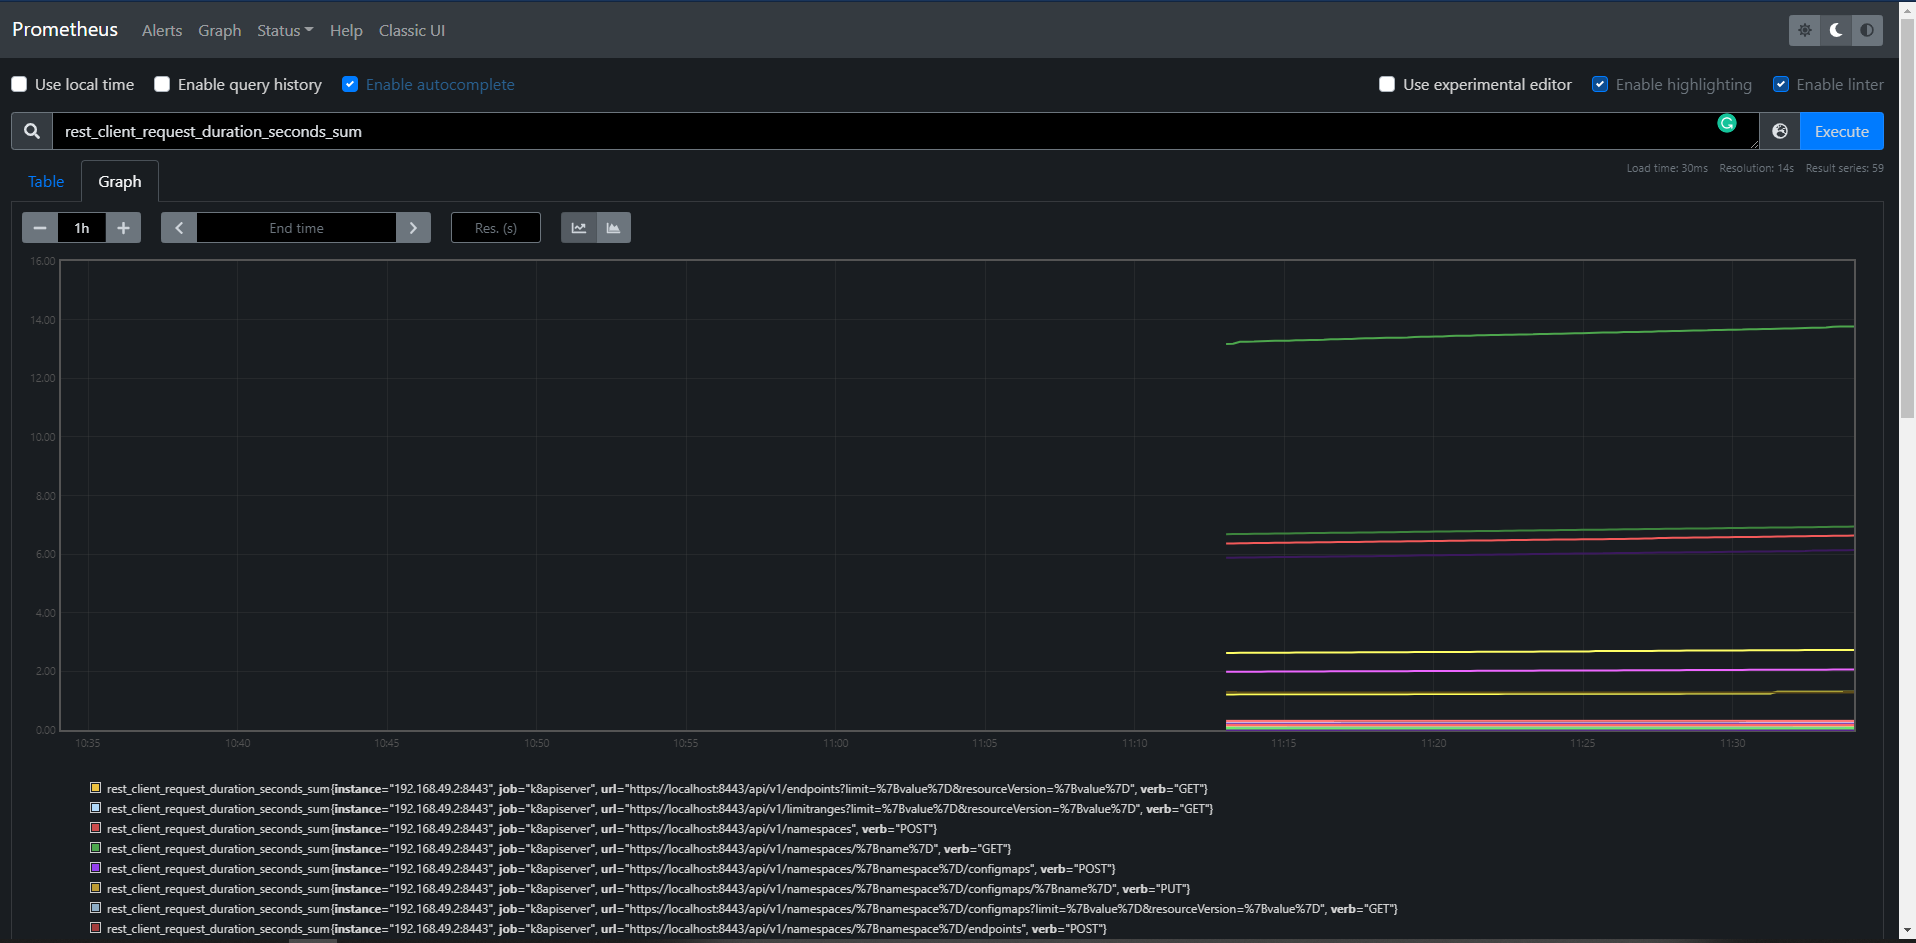 Prometheus Alerts Graph Status Help Classic UI
Use local time Enable query history Enable autocomplete Use experimental editor Enable highlighting Enable linter
rest_client_request_duration_seconds_sum Execute
Load time: 30ms Resolution: 14s Result series: 59
Table Graph
1h End time Res. (s)
16.00
14.00
12.00
10.00
8.00
6.00
4.00
2.00
0.00
10:35 10:40 10:45 10:50 10:55 11:00 11:05 11:10 11:15 11:20 11:25 11:30
rest_client_request_duration_seconds_sum{instance="192.168.49.2:8443", job="k8apiserver", url="https://localhost:8443/api/v1/endpoints?limit=%7Bvalue%7D&resourceVersion=%7Bvalue%7D", verb="GET"}
rest_client_request_duration_seconds_sum{instance="192.168.49.2:8443", job="k8apiserver", url="https://localhost:8443/api/v1/limitranges?limit=%7Bvalue%7D&resourceVersion=%7Bvalue%7D", verb="GET"}
rest_client_request_duration_seconds_sum{instance="192.168.49.2:8443", job="k8apiserver", url="https://localhost:8443/api/v1/namespaces", verb="POST"}
rest_client_request_duration_seconds_sum{instance="192.168.49.2:8443", job="k8apiserver", url="https://localhost:8443/api/v1/namespaces/%7Bname%7D", verb="GET"}
rest_client_request_duration_seconds_sum{instance="192.168.49.2:8443", job="k8apiserver", url="https://localhost:8443/api/v1/namespaces/%7Bnamespace%7D/configmaps", verb="POST"}
rest_client_request_duration_seconds_sum{instance="192.168.49.2:8443", job="k8apiserver", url="https://localhost:8443/api/v1/namespaces/%7Bnamespace%7D/configmaps/%7Bname%7D", verb="PUT"}
rest_client_request_duration_seconds_sum{instance="192.168.49.2:8443", job="k8apiserver", url="https://localhost:8443/api/v1/namespaces/%7Bnamespace%7D/configmaps?limit=%7Bvalue%7D&resourceVersion=%7Bvalue%7D", verb="GET"}
rest_client_request_duration_seconds_sum{instance="192.168.49.2:8443", job="k8apiserver", url="https://localhost:8443/api/v1/namespaces/%7Bnamespace%7D/endpoints", verb="POST"}